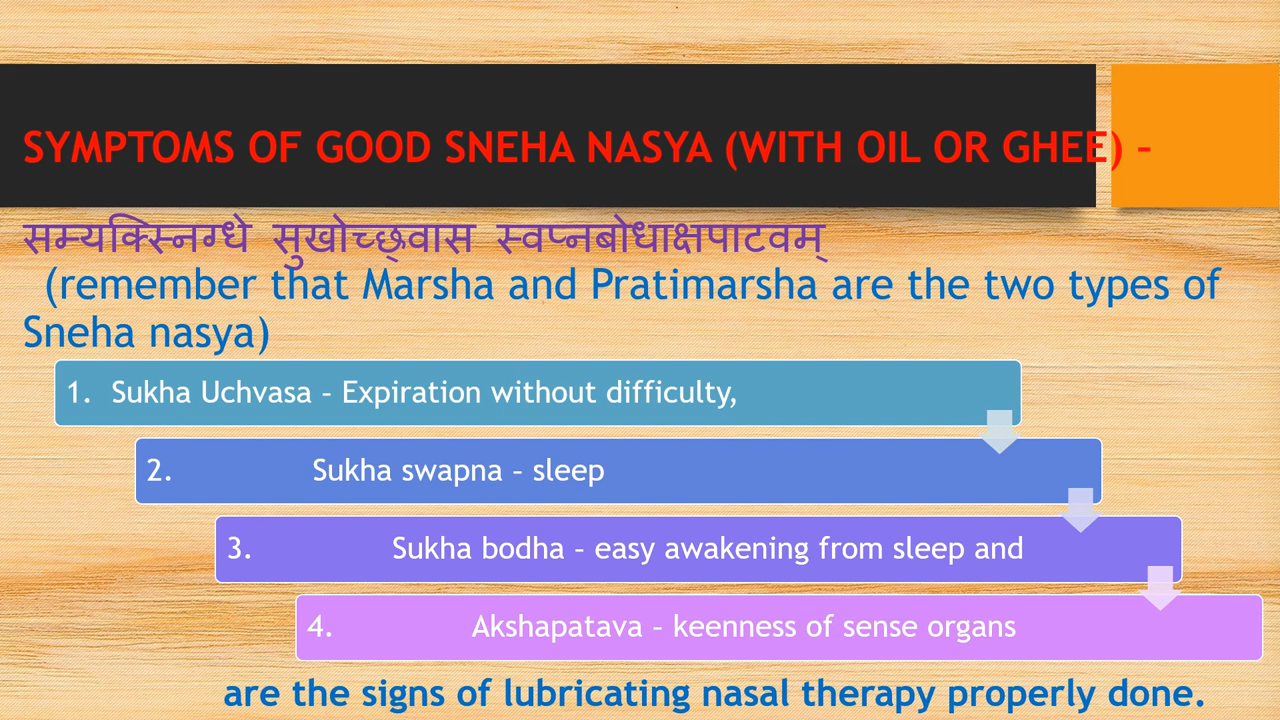 SYMPTOMS OF GOOD SNEHA NASYA (WITH OIL OR GHEE) –
सम्यक्स्निग्धे सुखोच्छ्वास स्वप्नबोधाक्षपाटवम्
(remember that Marsha and Pratimarsha are the two types of
Sneha nasya)
1. Sukha Uchvasa – Expiration without difficulty,
2. Sukha swapna – sleep
3. Sukha bodha – easy awakening from sleep and
4. Akshapatava – keenness of sense organs
are the signs of lubricating nasal therapy properly done.